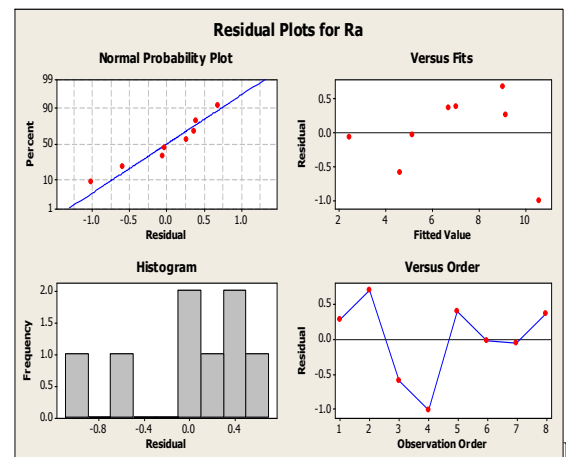 Residual Plots for Ra
Normal Probability Plot
99
90
50
10
1
Percent
-1.0 -0.5 0.0 0.5 1.0
Residual
Versus Fits
0.5
0.0
-0.5
-1.0
Residual
2 4 6 8 10
Fitted Value
Histogram
2.0
1.5
1.0
0.5
0.0
Frequency
-0.8 -0.4 0.0 0.4
Residual
Versus Order
0.5
0.0
-0.5
-1.0
Residual
1 2 3 4 5 6 7 8
Observation Order